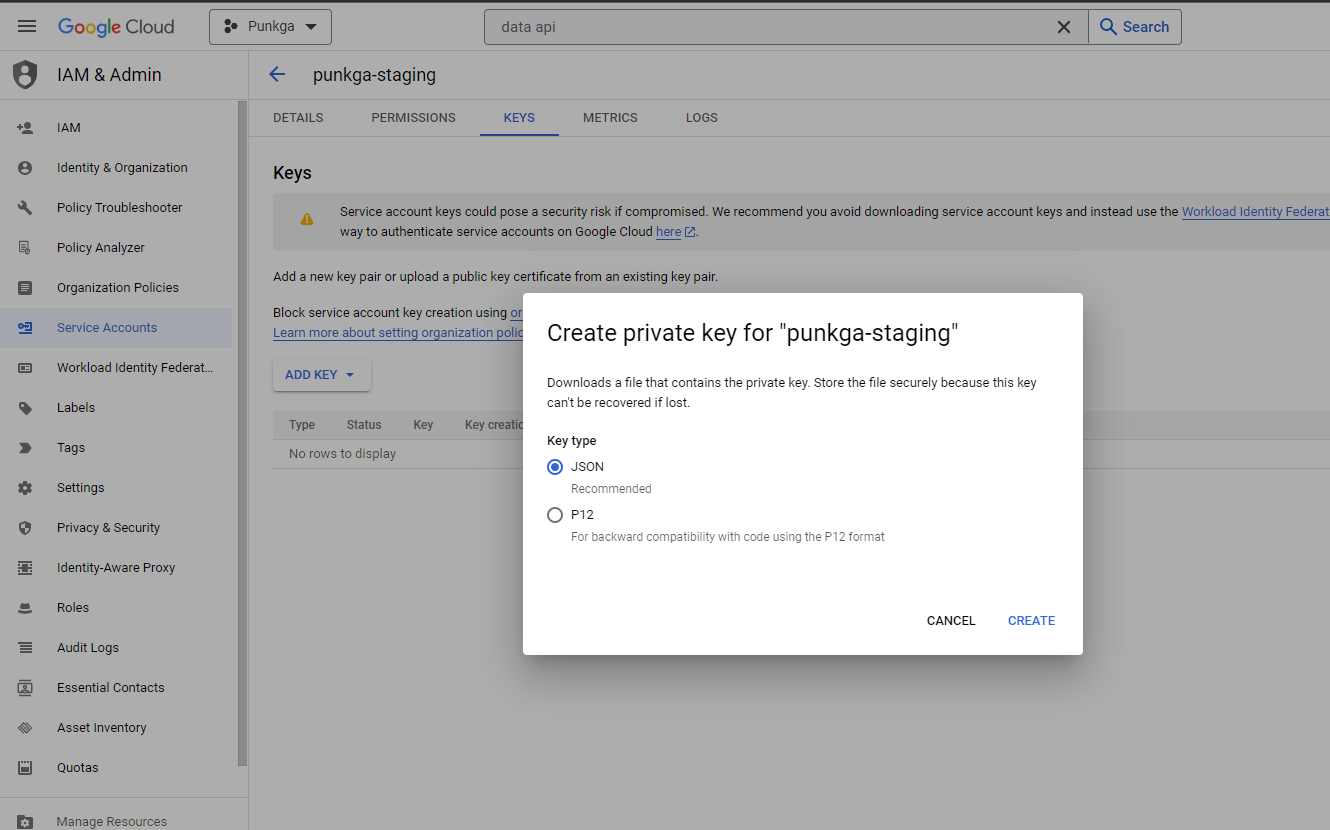 Google Cloud
Punkga
data api
Search
IAM & Admin
punkga-staging
DETAILS
PERMISSIONS
KEYS
METRICS
LOGS
IAM
Identity & Organization
Policy Troubleshooter
Policy Analyzer
Organization Policies
Service Accounts
Workload Identity Federat...
Labels
Tags
Settings
Privacy & Security
Identity-Aware Proxy
Roles
Audit Logs
Essential Contacts
Asset Inventory
Quotas
Manage Resources
Keys
Service account keys could pose a security risk if compromised. We recommend you avoid downloading service account keys and instead use the Workload Identity Federat
way to authenticate service accounts on Google Cloud here.
Add a new key pair or upload a public key certificate from an existing key pair.
Block service account key creation using or
Learn more about setting organization polic
ADD KEY
Type Status Key Key creatio
No rows to display
Create private key for "punkga-staging"
Downloads a file that contains the private key. Store the file securely because this key
can't be recovered if lost.
Key type
JSON
Recommended
P12
For backward compatibility with code using the P12 format
CANCEL
CREATE